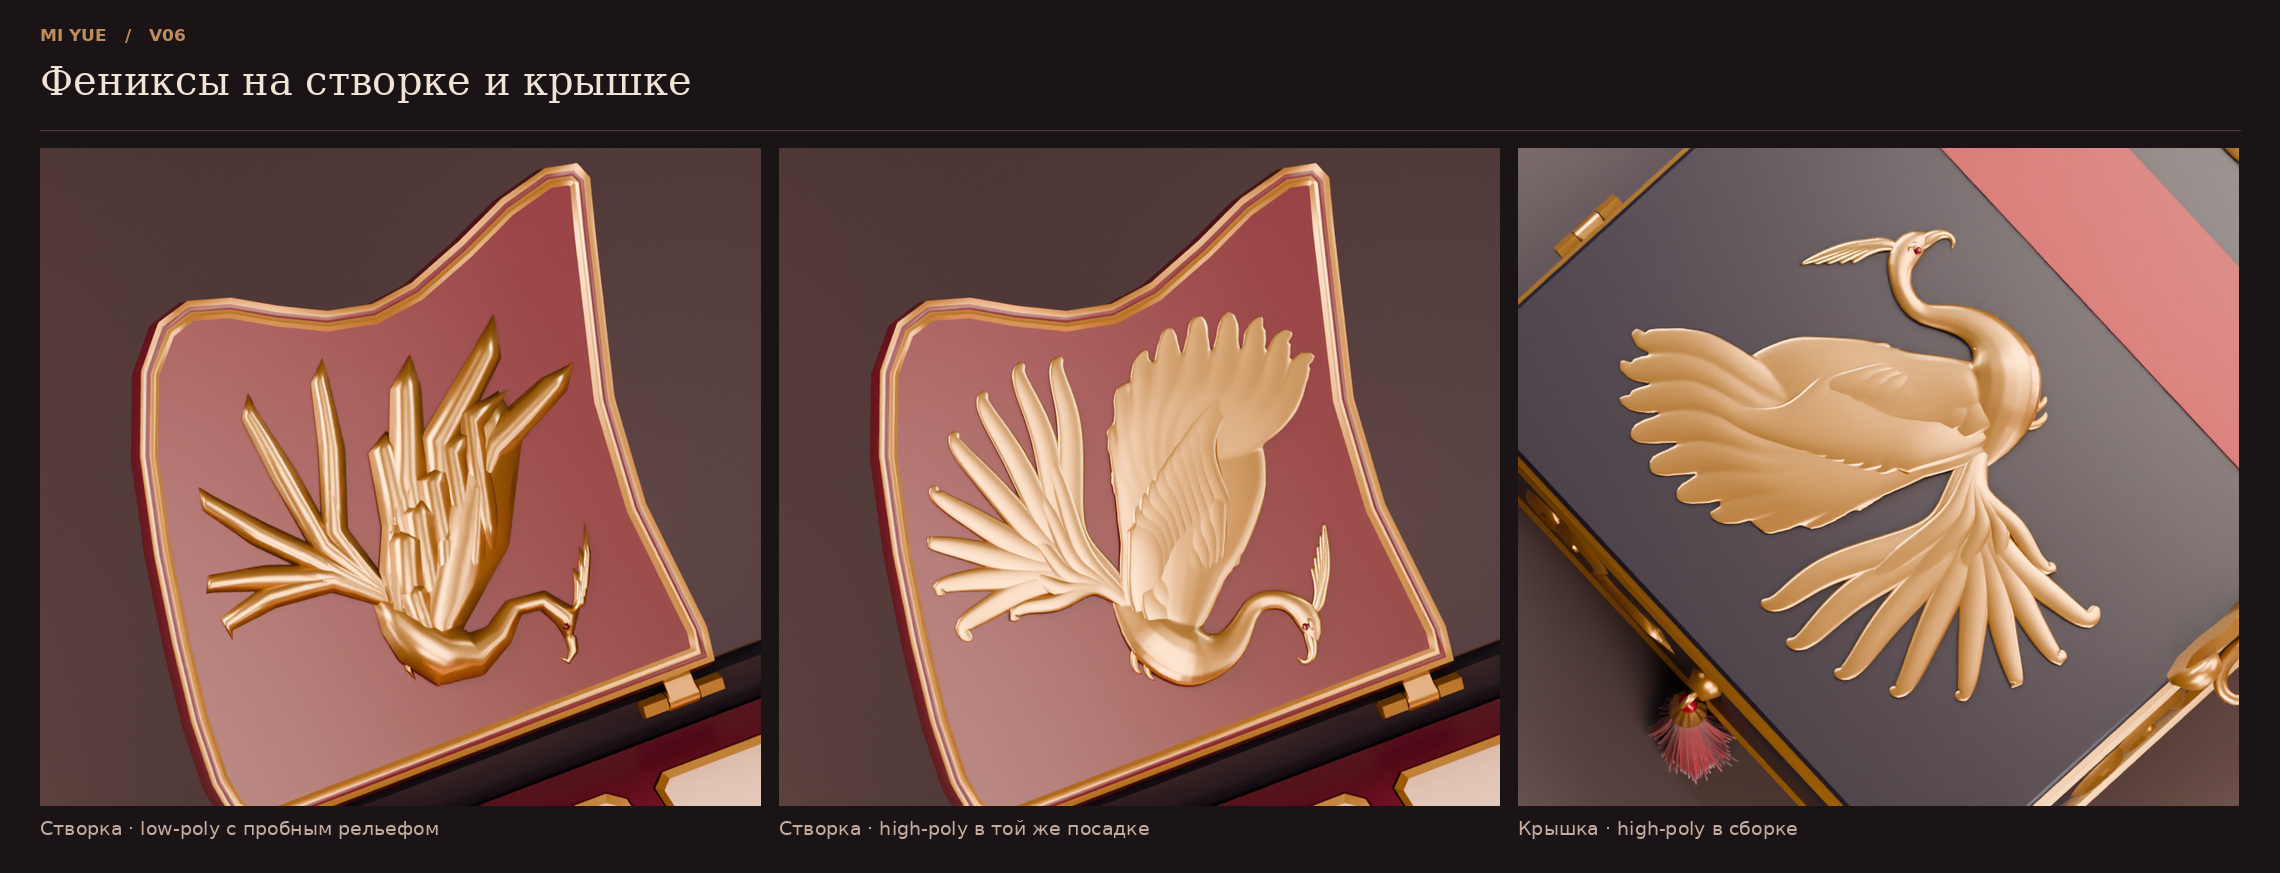 MI YUE / V06
Фениксы на створке и крышке
Створка · low-poly с пробным рельефом
Створка · high-poly в той же посадке
Крышка · high-poly в сборке